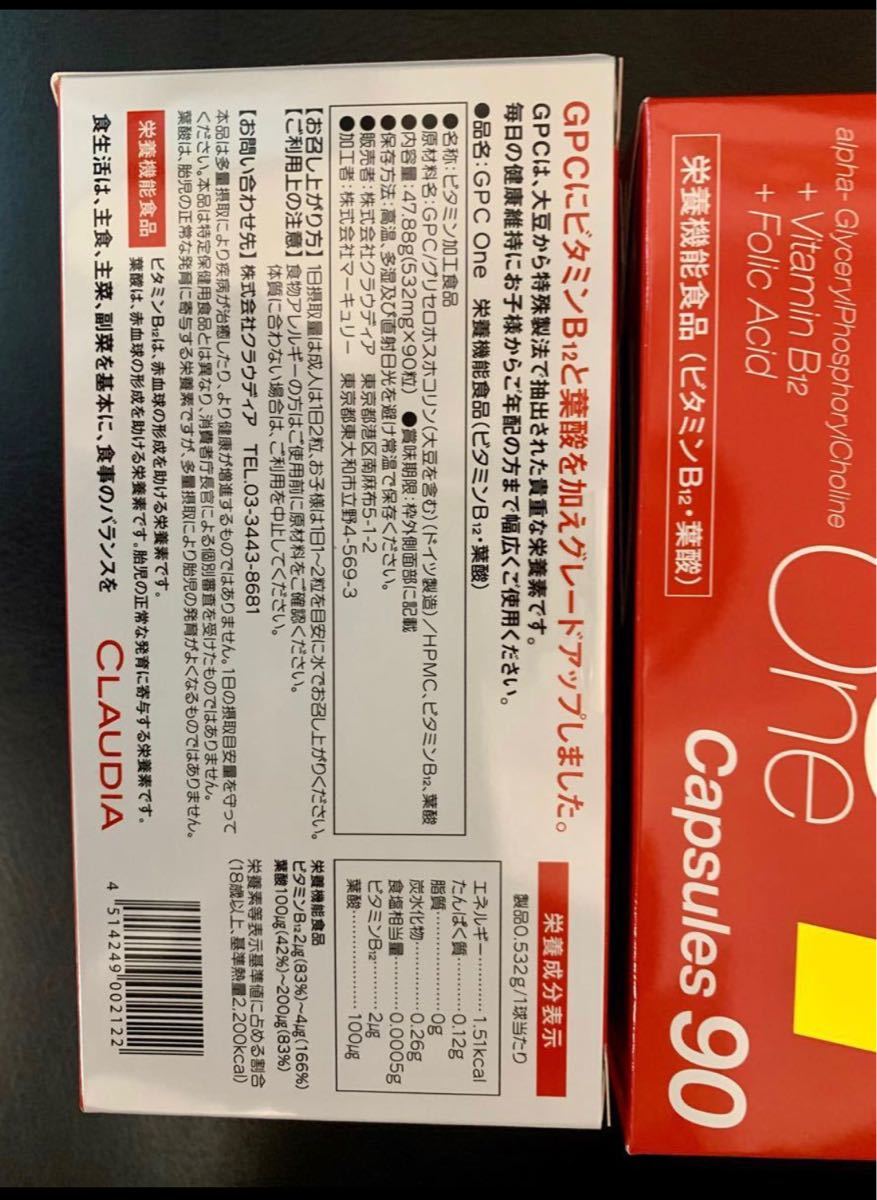 GPCにビタミンB12と葉酸を加えグレードアップしました。
GPCは、大豆から特殊製法で抽出された貴重な栄養素です。
毎日の健康維持にお子様からご年配の方まで幅広くご使用ください。
●品名:GPC One 栄養機能食品(ビタミンB12・葉酸)
●名称:ビタミン加工食品
●原材料名:GPC/グリセロホスホコリン(大豆を含む)(ドイツ製造)/HPMC、ビタミンB12、葉酸
●内容量:47.88g(532mg×90粒) ●賞味期限:枠外側面部に記載
●保存方法:高温、多湿及び直射日光を避け常温で保存ください。
●販売者:株式会社クラウディア 東京都港区南麻布5-1-2
●加工者:株式会社マーキュリー 東京都東大和市立野4-569-3
【お召し上がり方】1日摂取量は成人は1日2粒、お子様は1日1~2粒を目安に水でお召し上がりください。
【ご利用上の注意】食物アレルギーの方はご使用前に原材料をご確認ください。
体質に合わない場合は、ご利用を中止してください。
【お問い合わせ先】株式会社クラウディア TEL.03-3443-8681
本品は多量摂取により疾病が治癒したり、より健康が増進するものではありません。1日の摂取目安量を守って
ください。本品は特定保健用食品とは異なり、消費者庁長官による個別審査を受けたものではありません。
葉酸は、胎児の正常な発育に寄与する栄養素ですが、多量摂取により胎児の発育がよくなるものではありません。
栄養機能食品
ビタミンB12は、赤血球の形成を助ける栄養素です。
葉酸は、赤血球の形成を助ける栄養素です。胎児の正常な発育に寄与する栄養素です。
食生活は、主食、主菜、副菜を基本に、食事のバランスを
CLAUDIA
栄養成分表示
製品0.532g/1球当たり
エネルギー…………1.51kcal
たんぱく質…………0.12g
脂質…………0g
炭水化物…………0.26g
食塩相当量…………0.0005g
ビタミンB12…………2μg
葉酸…………100μg
栄養機能食品
ビタミンB12 2μg(83%)~4μg(166%)
葉酸100μg(42%)~200μg(83%)
栄養素等表示基準値に占める割合
(18歳以上、基準熱量2,200kcal)
4 514249 002122
alpha-GlycerylPhosphorylCholine
+ Vitamin B12
+ Folic Acid
栄養機能食品(ビタミンB12・葉酸)
One
Capsules 90